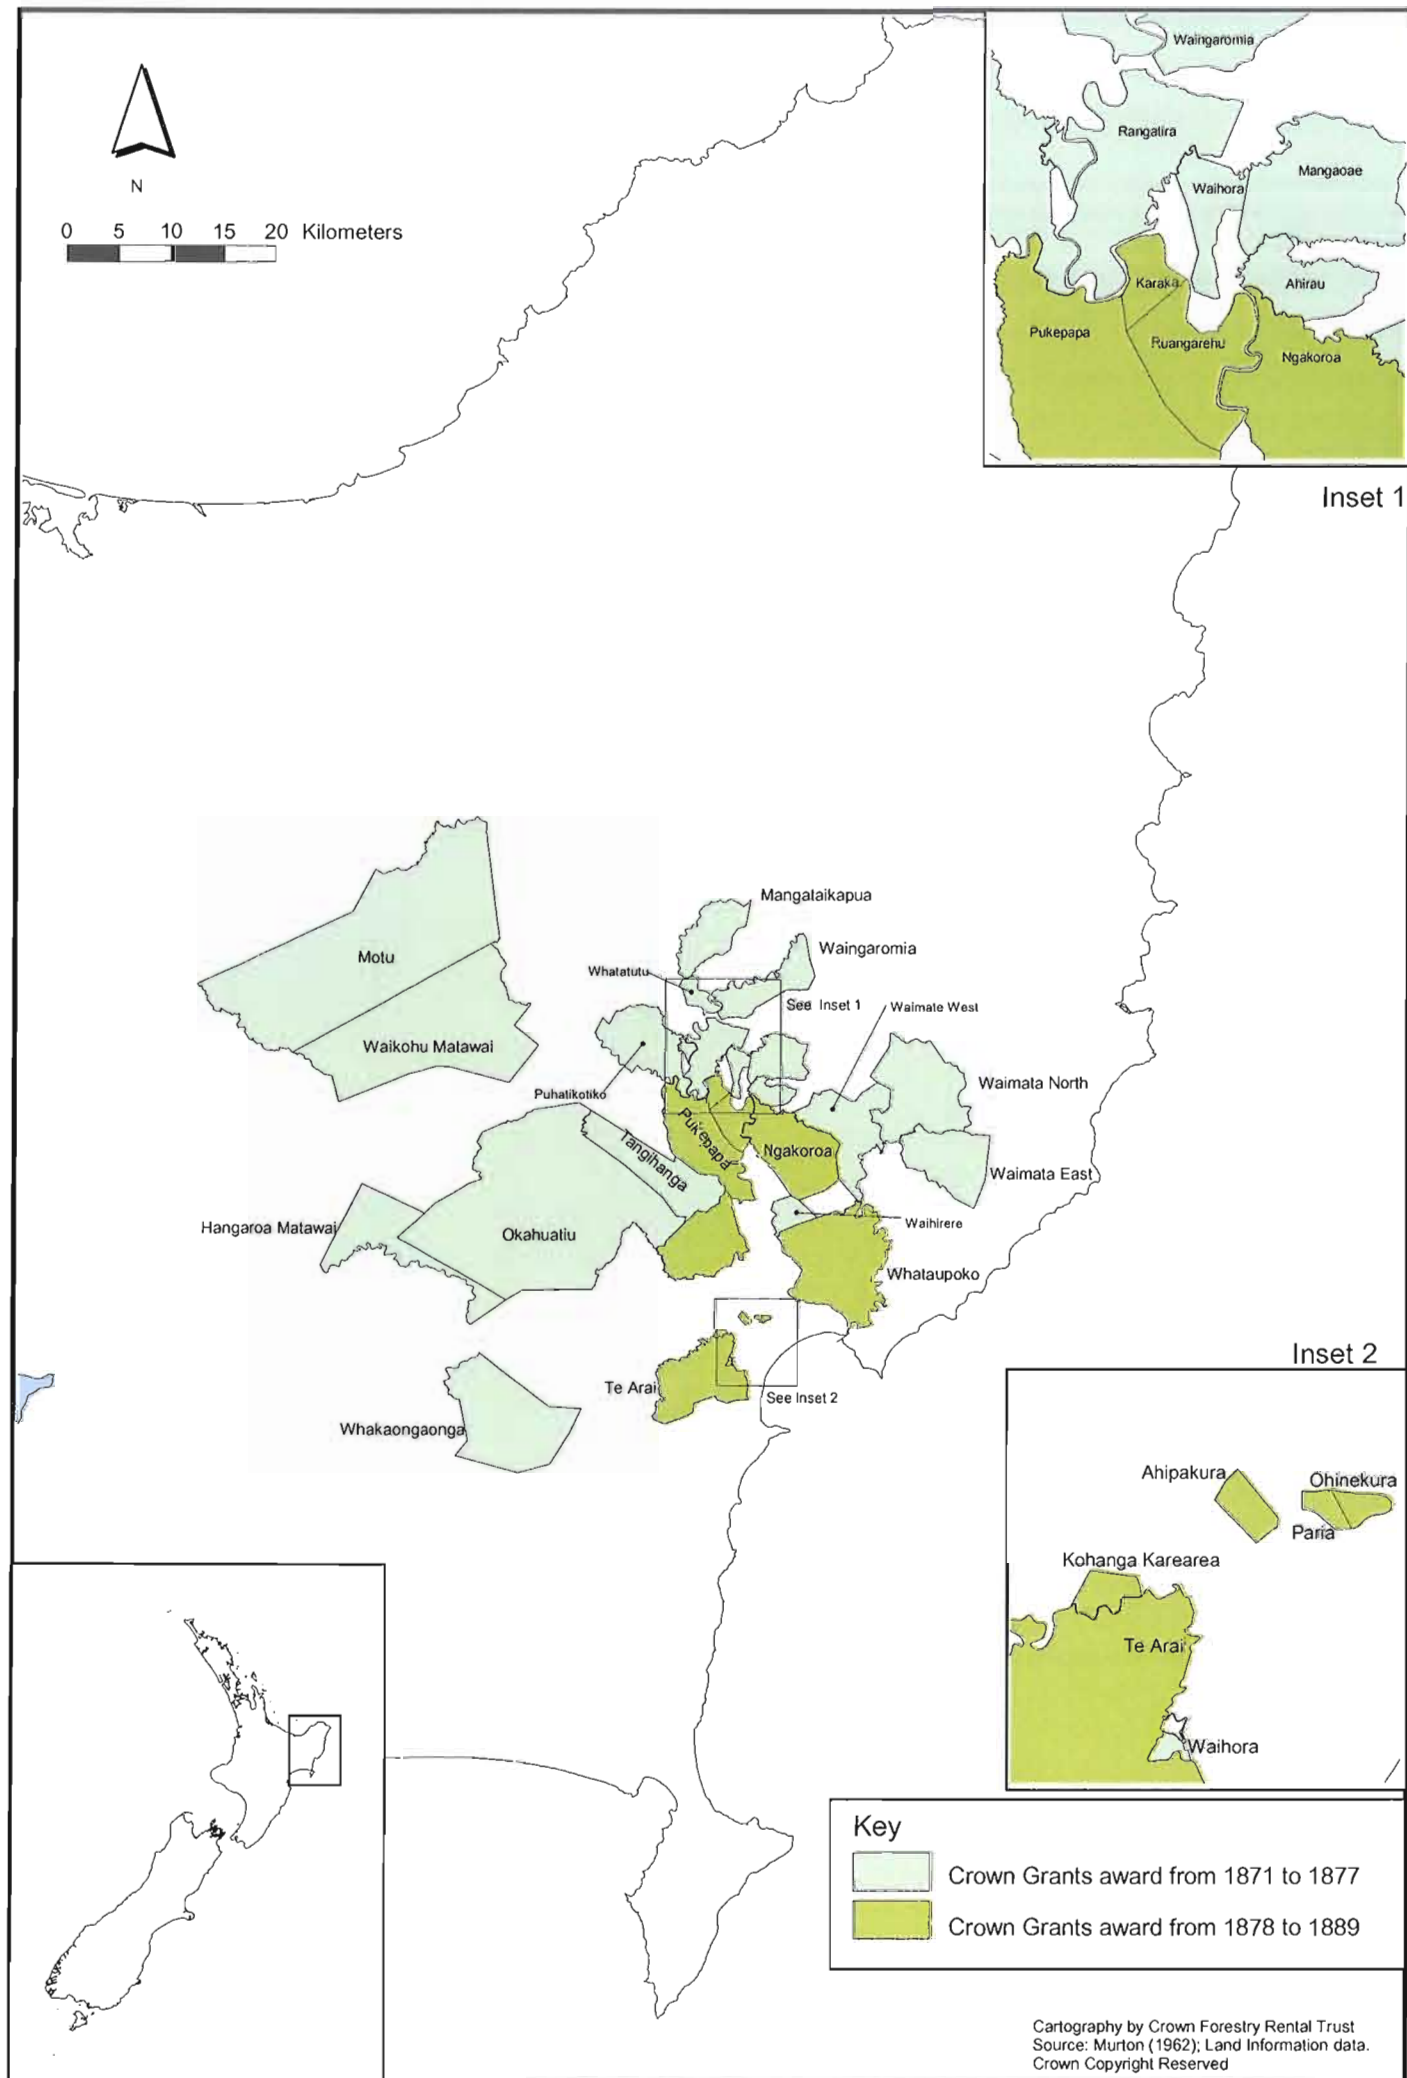 N
0 5 10 15 20 Kilometers
Waingaromia
Rangatira
Waihora
Mangaoae
Karaka
Ahirau
Pukepapa
Ruangarehu
Ngakoroa
Inset 1
Mangataikapua
Waingaromia
Motu
Whatatutu
See Inset 1
Waimate West
Waikohu Matawai
Puhatikotiko
Waimata North
Pukepapa
Tangihanga
Ngakoroa
Waimata East
Hangaroa Matawai
Okahuatiu
Waihirere
Whataupoko
Te Arai
See Inset 2
Whakaongaonga
Inset 2
Ahipakura
Ohinekura
Paria
Kohanga Karearea
Te Arai
Waihora
Key
Crown Grants award from 1871 to 1877
Crown Grants award from 1878 to 1889
Cartography by Crown Forestry Rental Trust
Source: Murton (1962); Land Information data.
Crown Copyright Reserved